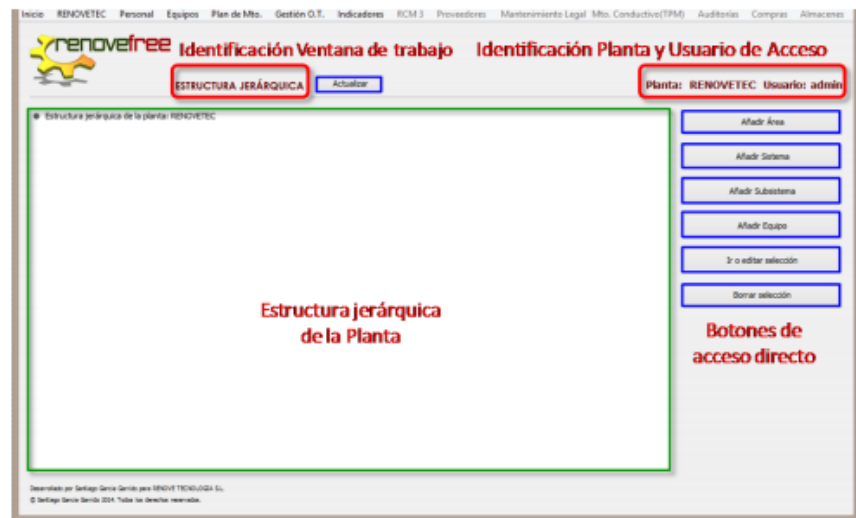 Inicio RENOVETEC Personal Equipos Plan de Mto. Gestión O.T. Indicadores RCM 3 Proveedores Mantenimiento Legal Mto. Conductivo(TPM) Auditorías Compras Almacenes
renovefree
Identificación Ventana de trabajo Identificación Planta y Usuario de Acceso
ESTRUCTURA JERÁRQUICA Actualizar Planta: RENOVETEC Usuario: admin
Estructura jerárquica de la planta: RENOVETEC
Añadir Área
Añadir Sistema
Añadir Subsistema
Añadir Equipo
Ir o editar selección
Borrar selección
Estructura jerárquica
de la Planta
Botones de
acceso directo
Desarrollado por Santiago García Garrido para RENOVE TECNOLOGÍA S.L.
© Santiago García Garrido 2014. Todos los derechos reservados.